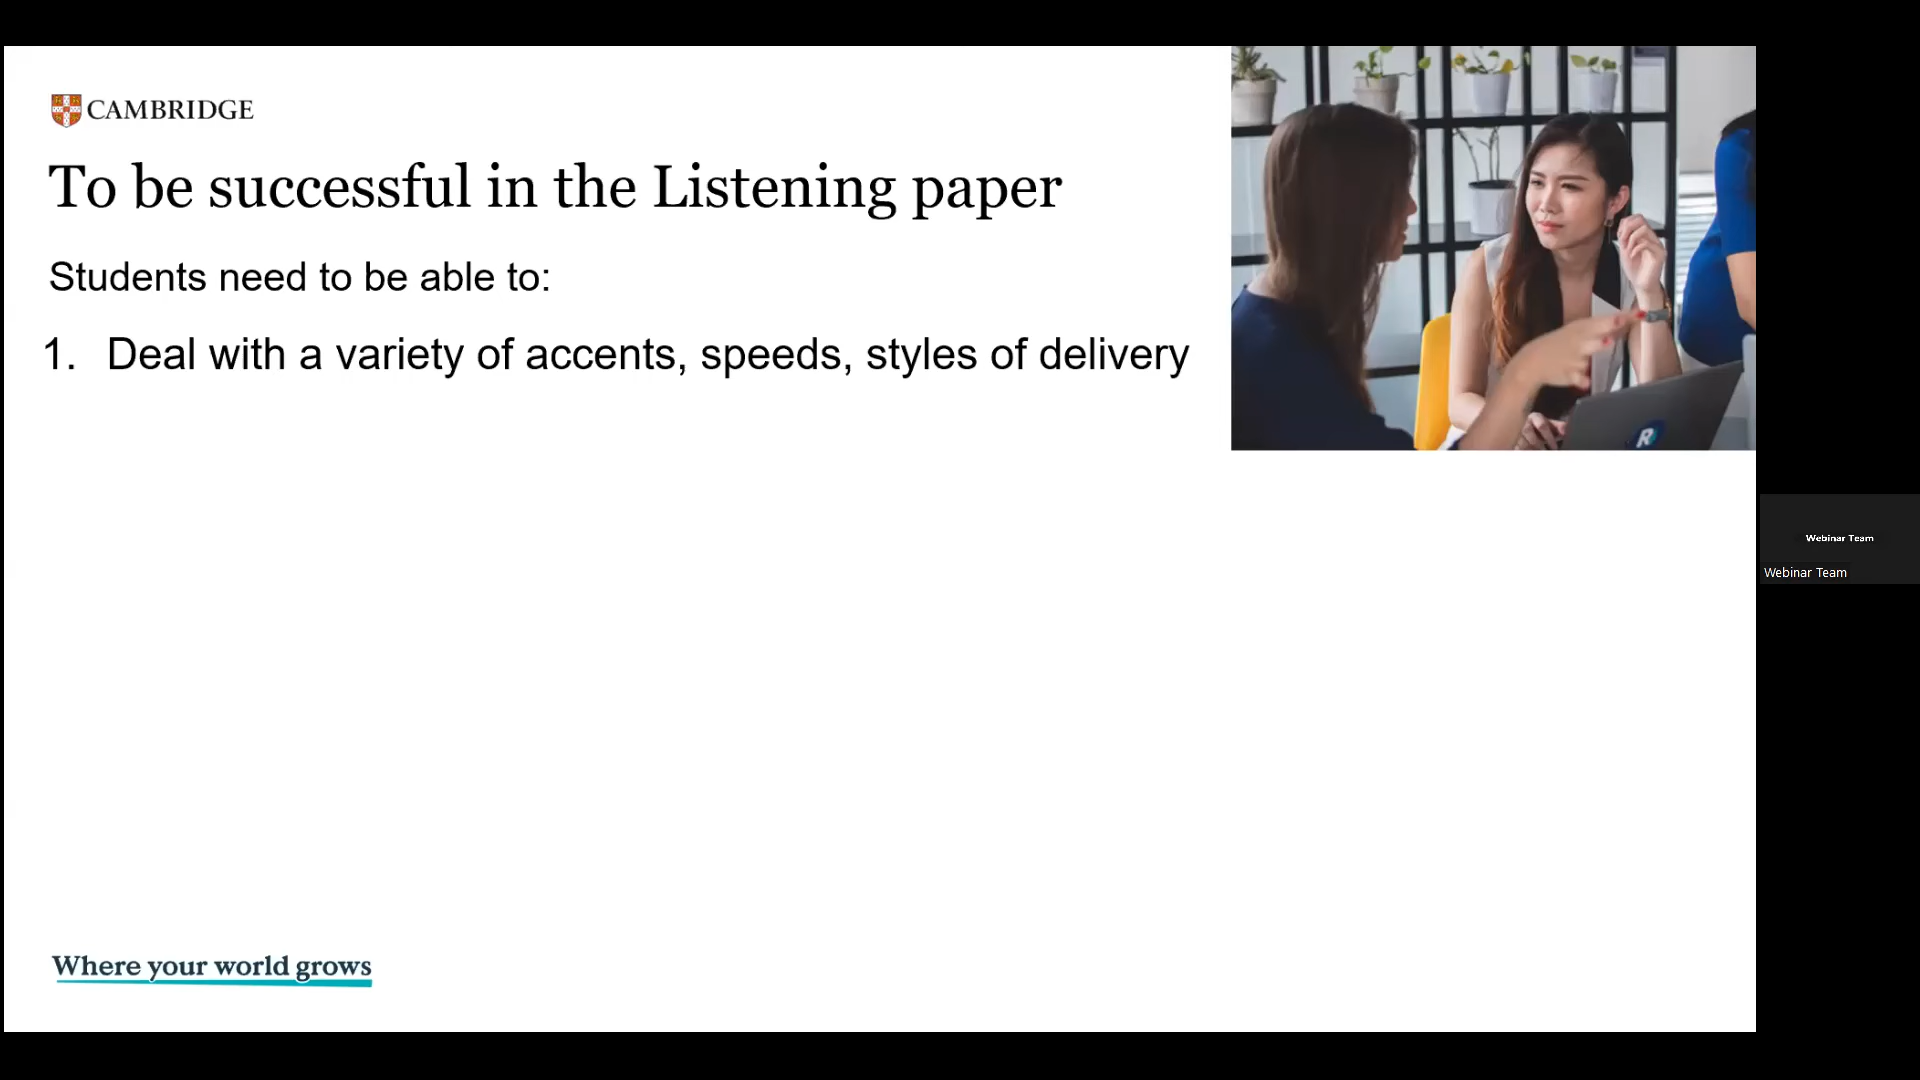 CAMBRIDGE
To be successful in the Listening paper
Students need to be able to:
1. Deal with a variety of accents, speeds, styles of delivery
R
Webinar Team
Webinar Team
Where your world grows